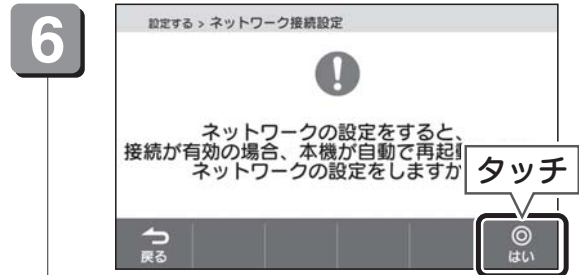 6
設定する > ネットワーク接続設定
!
ネットワークの設定をすると、
接続が有効の場合、本機が自動で再起
ネットワークの設定をしますか
タッチ
戻る
はい